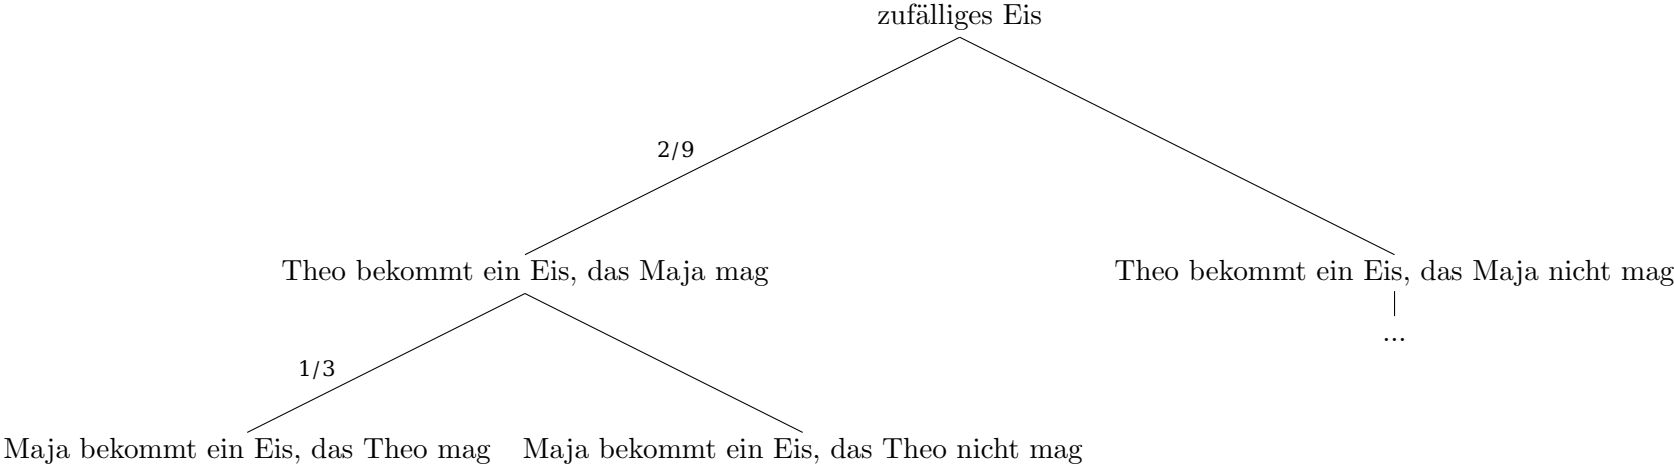 zufälliges Eis
2/9
Theo bekommt ein Eis, das Maja mag
Theo bekommt ein Eis, das Maja nicht mag
...
1/3
Maja bekommt ein Eis, das Theo mag
Maja bekommt ein Eis, das Theo nicht mag